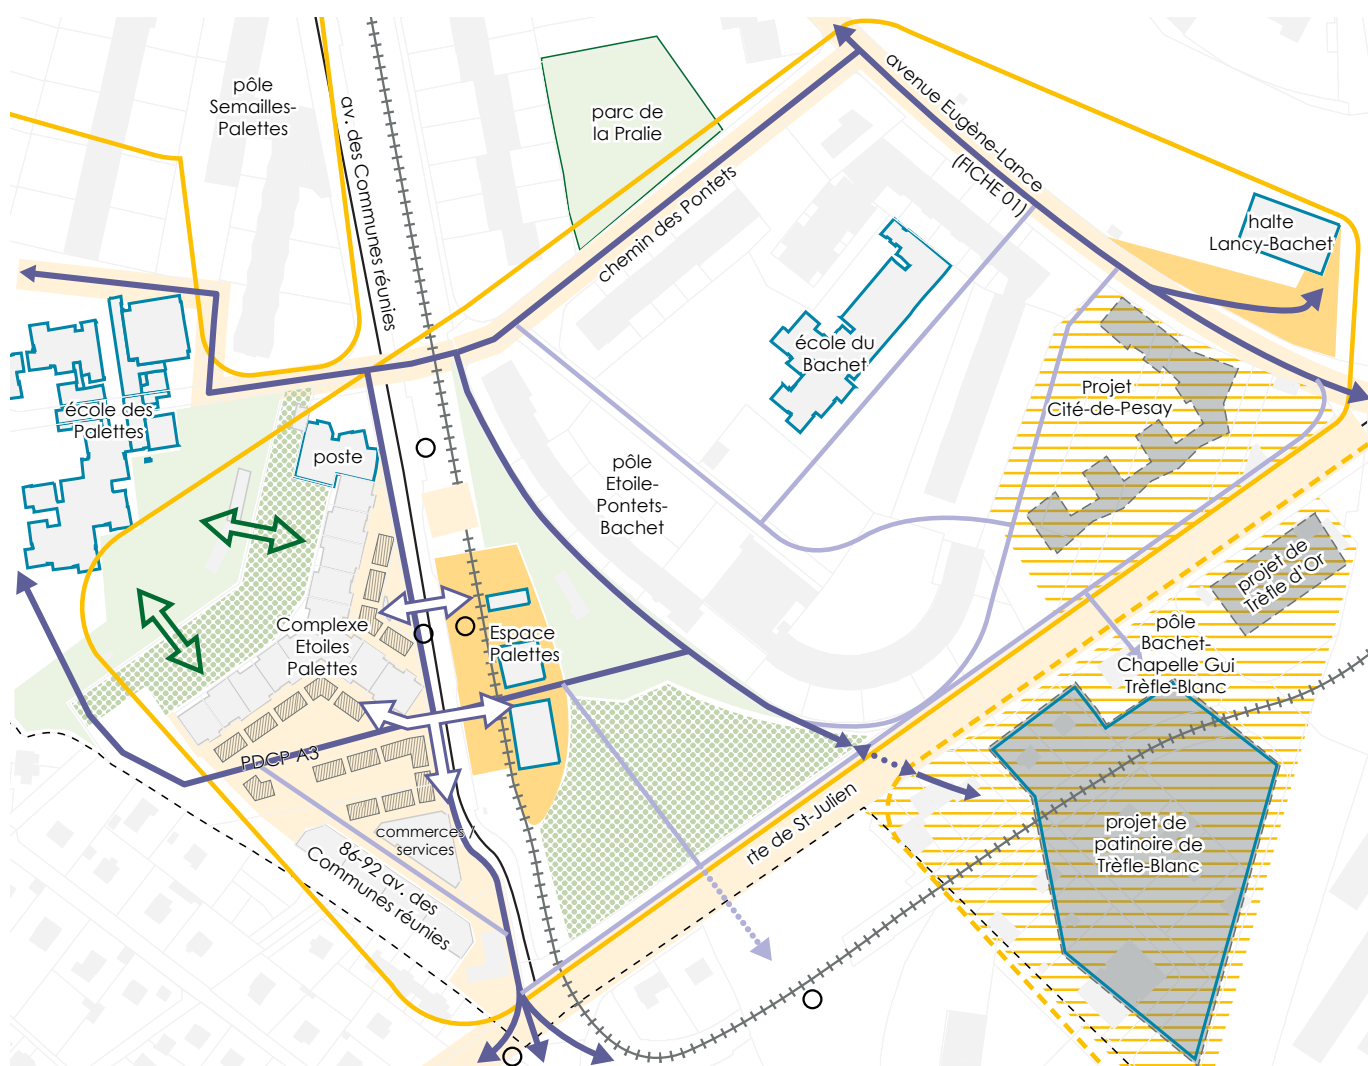 pôle
Semailles-
Palettes
av. des Communes réunies
parc de
la Pralie
chemin des Pontets
avenue Eugène-Lance
(FICHE 01)
halte
Lancy-Bachet
école du
Bachet
Projet
Cité-de-Pesay
école des
Palettes
poste
pôle
Etoile-
Pontets-
Bachet
projet de
Trèfle d'Or
Complexe
Etoiles
Palettes
Espace
Palettes
pôle
Bachet-
Chapelle Gui
Trèfle-Blanc
PDCP A3
commerces /
services
86-92 av. des
Communes réunies
rte de St-Julien
projet de
patinoire de
Trèfle-Blanc